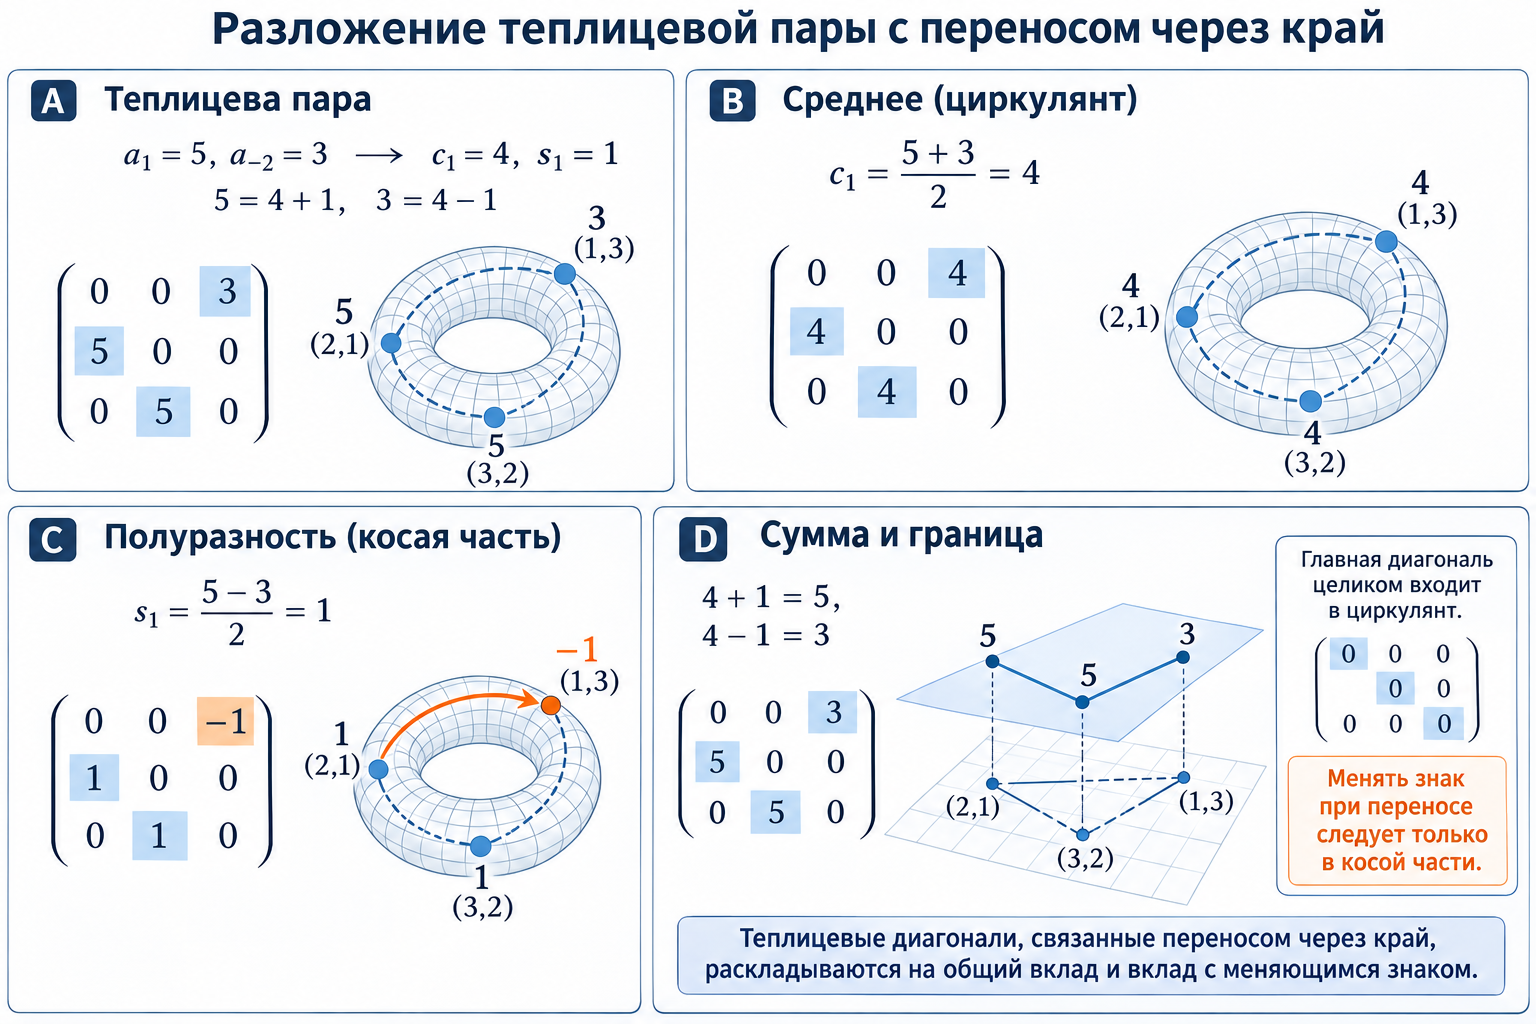 Разложение теплицевой пары с переносом через край
A Теплицева пара
a₁ = 5, a₋₂ = 3 ⟶ c₁ = 4, s₁ = 1
5 = 4 + 1, 3 = 4 − 1
0 0 3
5 0 0
0 5 0
3
(1,3)
5
(2,1)
5
(3,2)
B Среднее (циркулянт)
c₁ = (5 + 3)/2 = 4
0 0 4
4 0 0
0 4 0
4
(1,3)
4
(2,1)
4
(3,2)
C Полуразность (косая часть)
s₁ = (5 − 3)/2 = 1
0 0 −1
1 0 0
0 1 0
−1
(1,3)
1
(2,1)
1
(3,2)
D Сумма и граница
4 + 1 = 5,
4 − 1 = 3
0 0 3
5 0 0
0 5 0
5
5
3
(2,1)
(3,2)
(1,3)
Главная диагональ
целиком входит
в циркулянт.
0 0 0
0 0
0 0 0
Менять знак
при переносе
следует только
в косой части.
Теплицевые диагонали, связанные переносом через край,
раскладываются на общий вклад и вклад с меняющимся знаком.